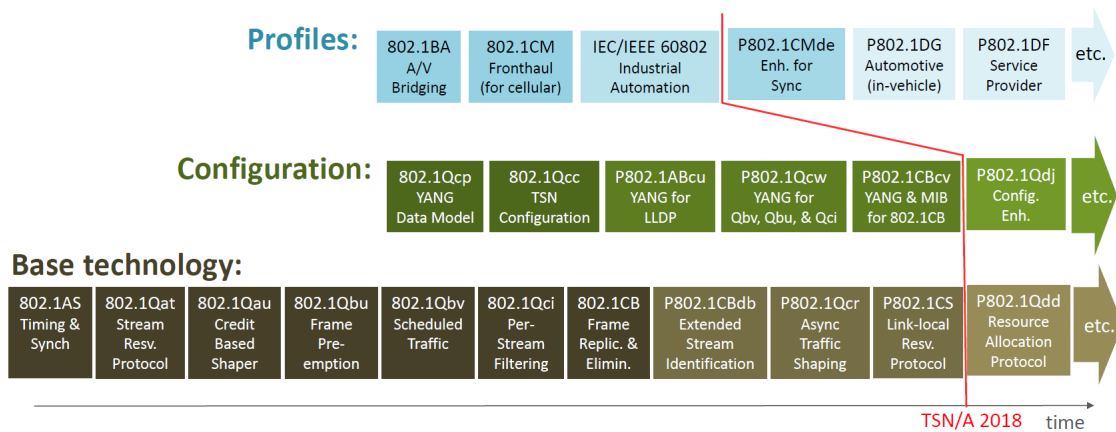 Profiles:
802.1BA
A/V
Bridging
802.1CM
Fronthaul
(for cellular)
IEC/IEEE 60802
Industrial
Automation
P802.1CMde
Enh. for
Sync
P802.1DG
Automotive
(in-vehicle)
P802.1DF
Service
Provider
etc.
Configuration:
802.1Qcp
YANG
Data Model
802.1Qcc
TSN
Configuration
P802.1ABcu
YANG for
LLDP
P802.1Qcw
YANG for
Qbv, Qbu, & Qci
P802.1CBcv
YANG & MIB
for 802.1CB
P802.1Qdj
Config.
Enh.
etc.
Base technology:
802.1AS
Timing &
Synch
802.1Qat
Stream
Resv.
Protocol
802.1Qau
Credit
Based
Shaper
802.1Qbu
Frame
Pre-
emption
802.1Qbv
Scheduled
Traffic
802.1Qci
Per-
Stream
Filtering
802.1CB
Frame
Replic. &
Elimin.
P802.1CBdb
Extended
Stream
Identification
P802.1Qcr
Async
Traffic
Shaping
P802.1CS
Link-local
Resv.
Protocol
P802.1Qdd
Resource
Allocation
Protocol
etc.
TSN/A 2018
time